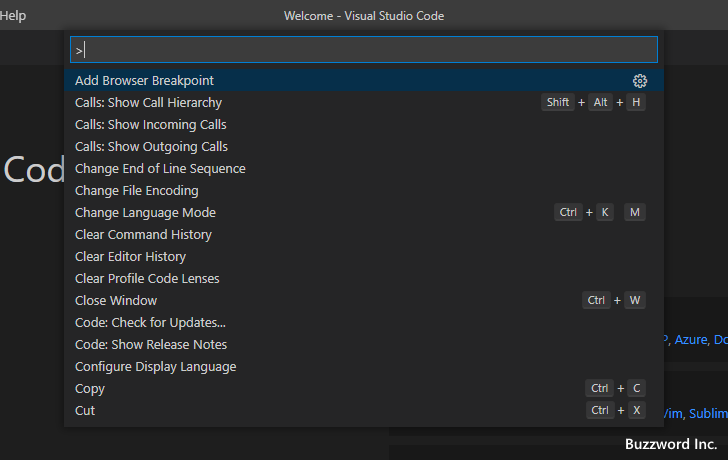 Help
Welcome - Visual Studio Code
>
Add Browser Breakpoint
Calls: Show Call Hierarchy Shift + Alt + H
Calls: Show Incoming Calls
Calls: Show Outgoing Calls
Change End of Line Sequence
Cod
Change File Encoding
Change Language Mode Ctrl + K M
Clear Command History
Clear Editor History
Clear Profile Code Lenses
Close Window Ctrl + W
Code: Check for Updates...
P, Azure, Do
Code: Show Release Notes
Configure Display Language
Copy Ctrl + C
Cut Ctrl + X
Vim, Sublim
Buzzword Inc.